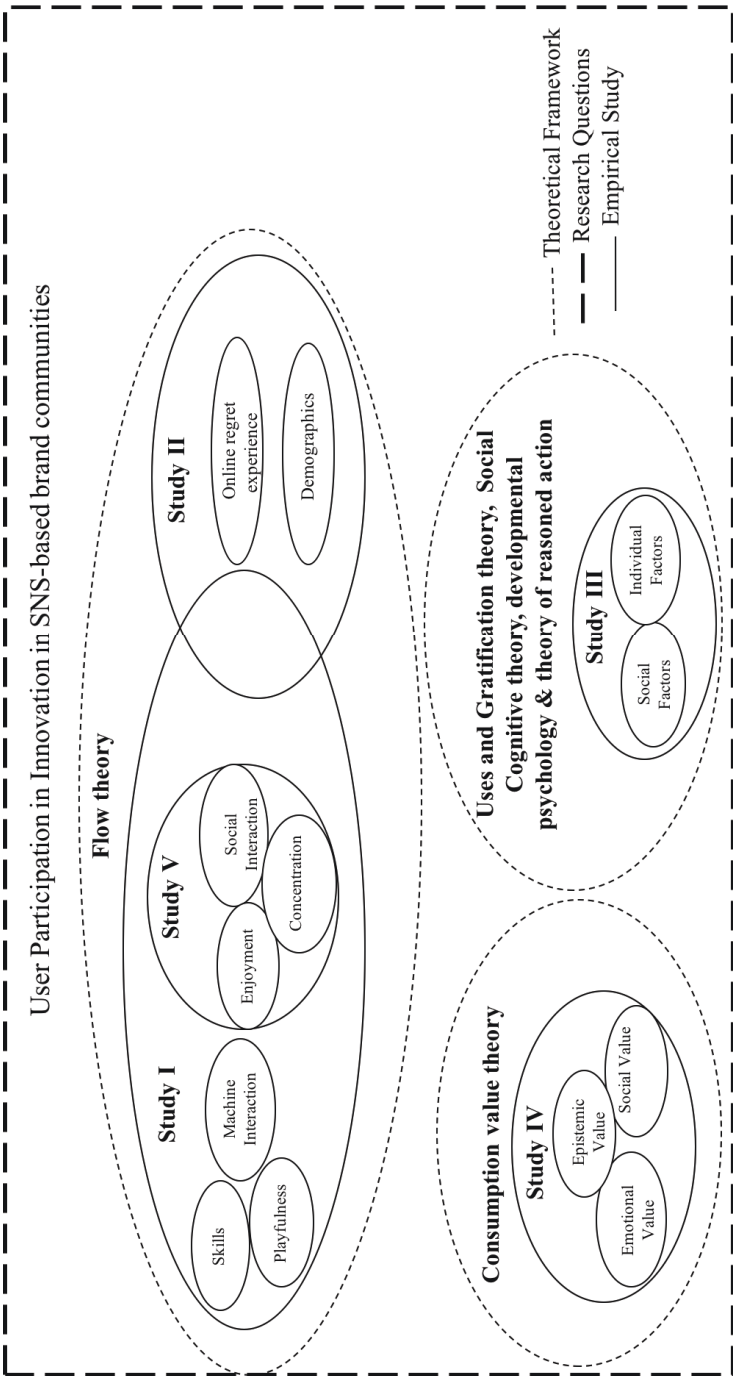 User Participation in Innovation in SNS-based brand communities
Flow theory
Study I
Skills
Playfulness
Machine
Interaction
Study V
Enjoyment
Social
Interaction
Concentration
Study II
Online regret
experience
Demographics
Consumption value theory
Study IV
Emotional
Value
Epistemic
Value
Social Value
Uses and Gratification theory, Social
Cognitive theory, developmental
psychology & theory of reasoned action
Study III
Social
Factors
Individual
Factors
Theoretical Framework
Research Questions
Empirical Study